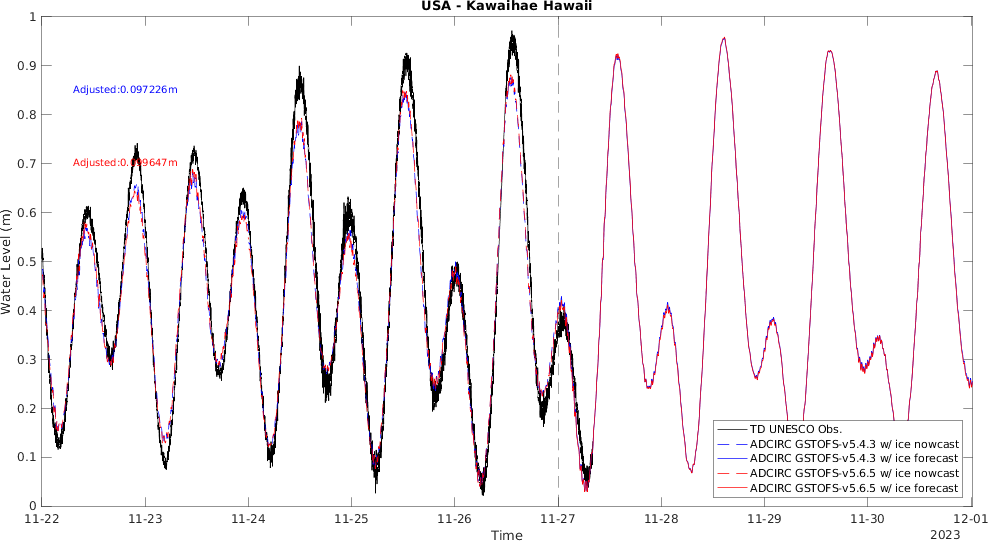 USA - Kawaihae Hawaii
1
0.9
0.8
0.7
0.6
0.5
0.4
0.3
0.2
0.1
0
Water Level (m)
Adjusted:0.097226m
Adjusted:0.099647m
TD UNESCO Obs.
ADCIRC GSTOFS-v5.4.3 w/ ice nowcast
ADCIRC GSTOFS-v5.4.3 w/ ice forecast
ADCIRC GSTOFS-v5.6.5 w/ ice nowcast
ADCIRC GSTOFS-v5.6.5 w/ ice forecast
11-22 11-23 11-24 11-25 11-26 11-27 11-28 11-29 11-30 12-01
Time
2023